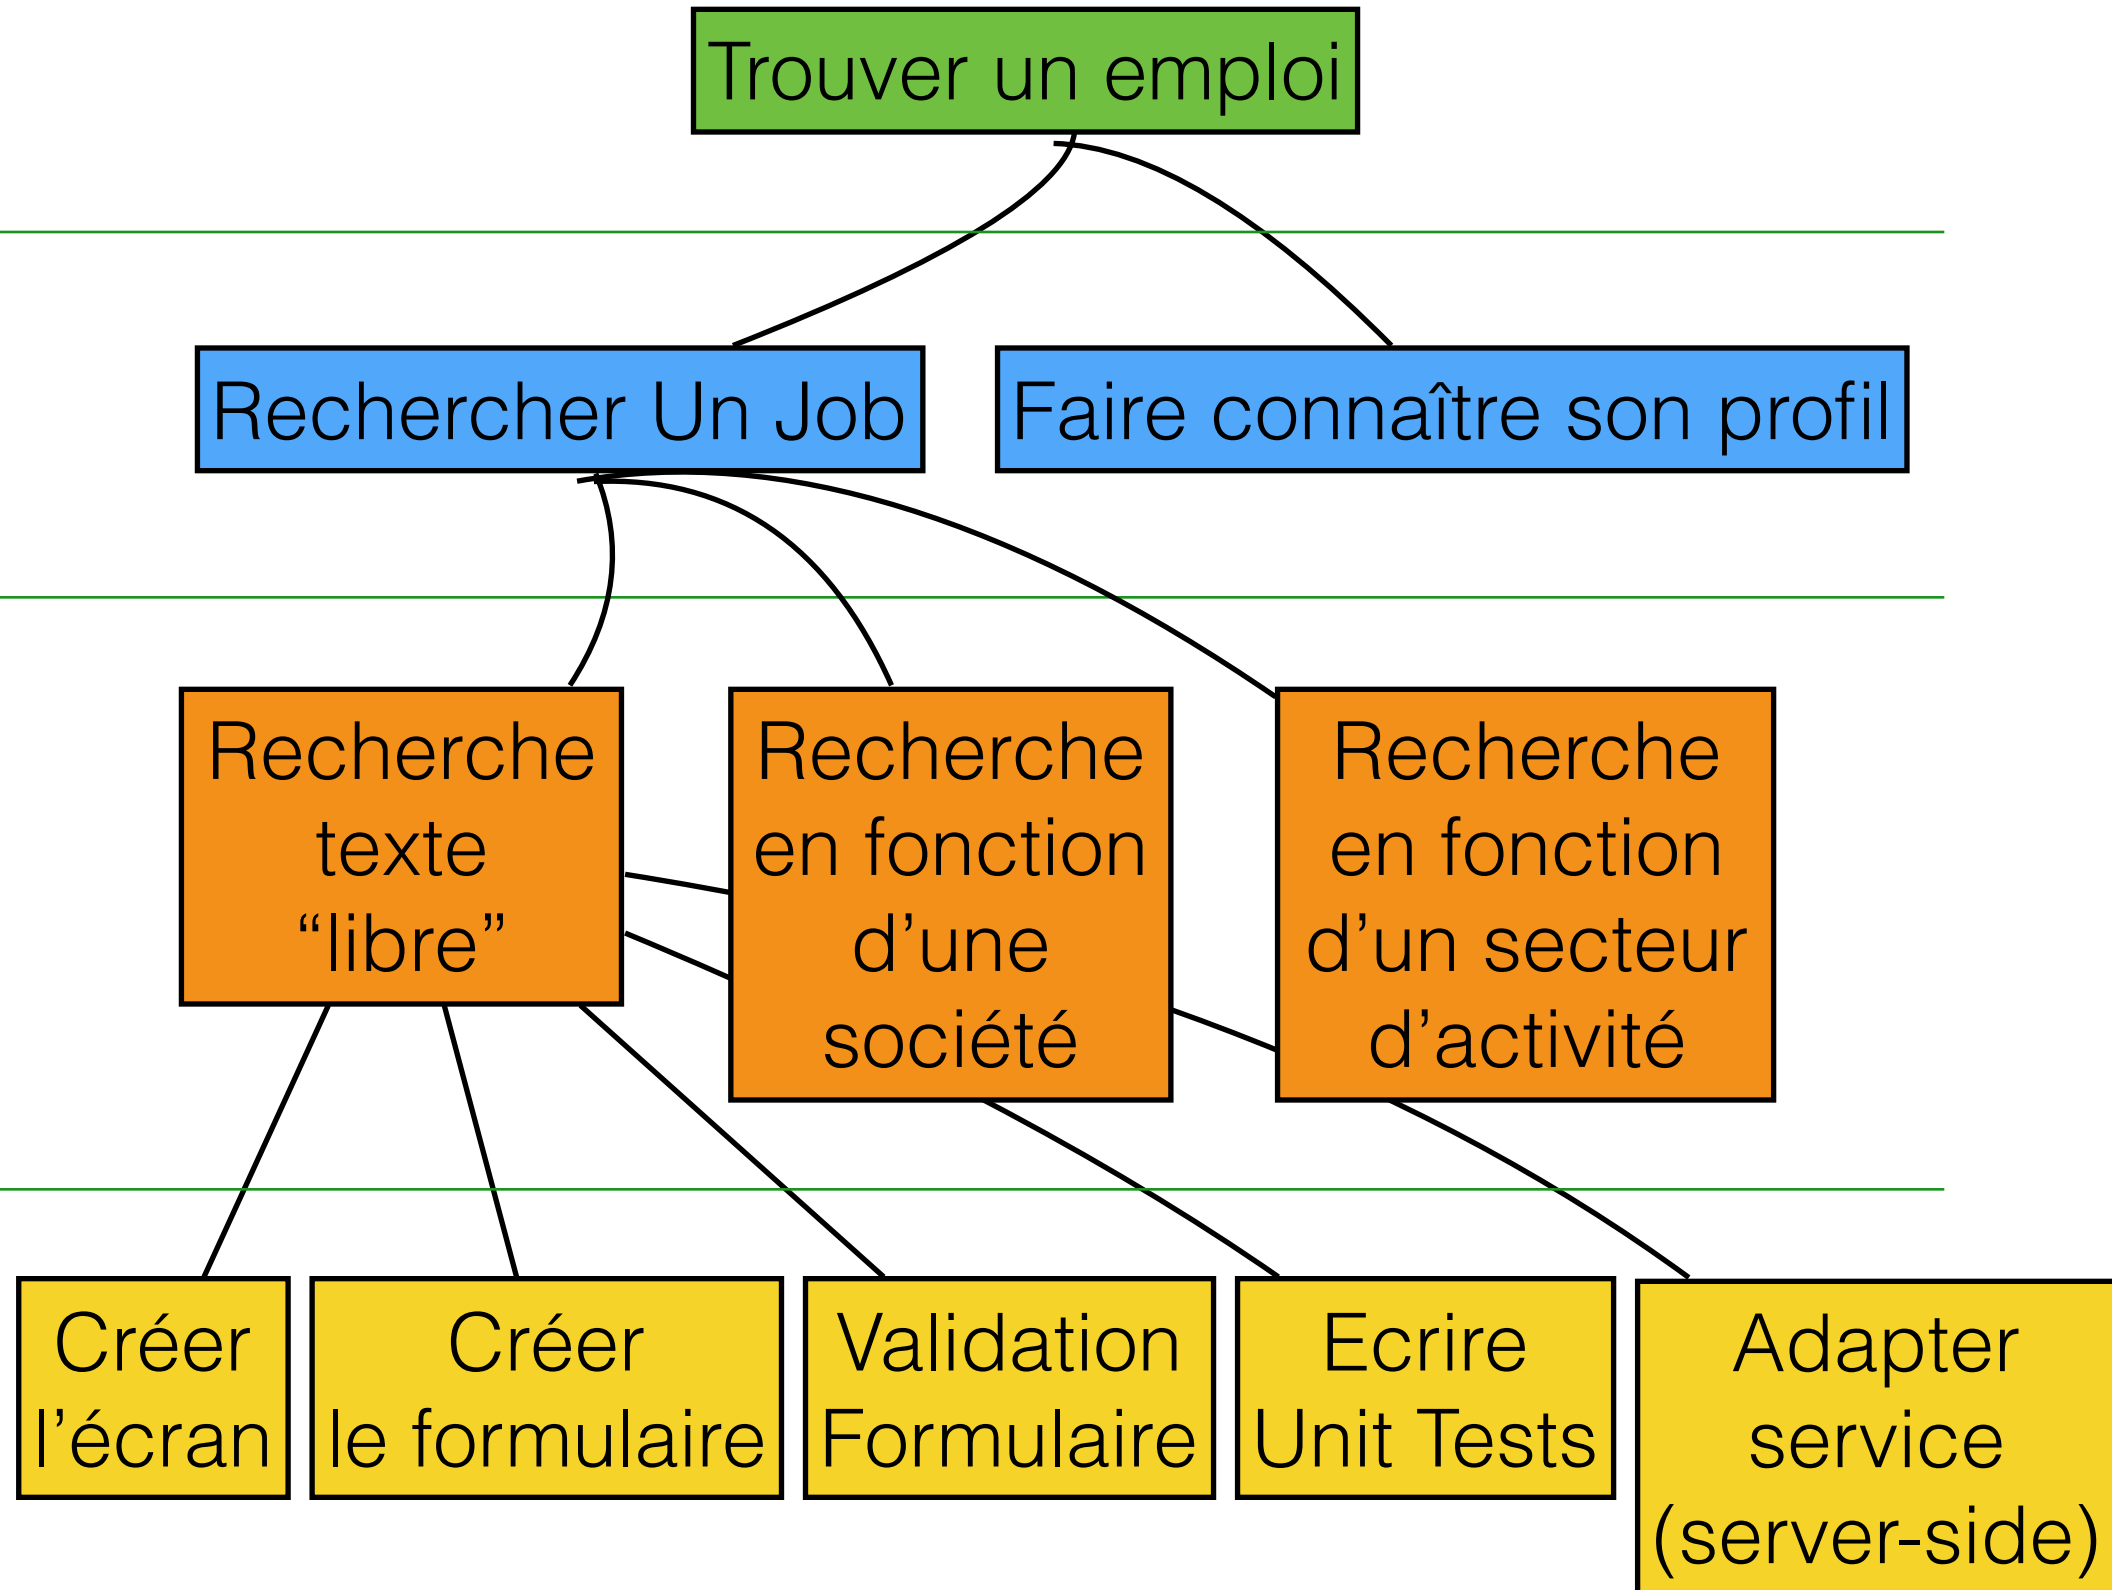 Trouver un emploi
Rechercher Un Job
Faire connaître son profil
Recherche
texte
“libre”
Recherche
en fonction
d’une
société
Recherche
en fonction
d’un secteur
d’activité
Créer
l’écran
Créer
le formulaire
Validation
Formulaire
Ecrire
Unit Tests
Adapter
service
(server-side)